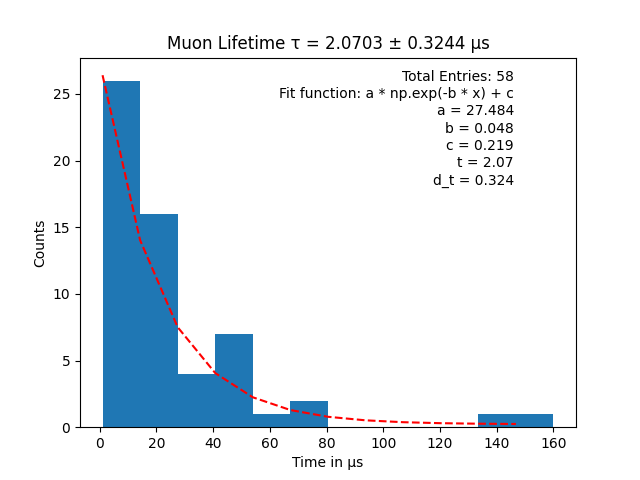 Muon Lifetime τ = 2.0703 ± 0.3244 μs
Total Entries: 58
Fit function: a * np.exp(-b * x) + c
a = 27.484
b = 0.048
c = 0.219
t = 2.07
d_t = 0.324
Counts
25
20
15
10
5
0
0 20 40 60 80 100 120 140 160
Time in μs